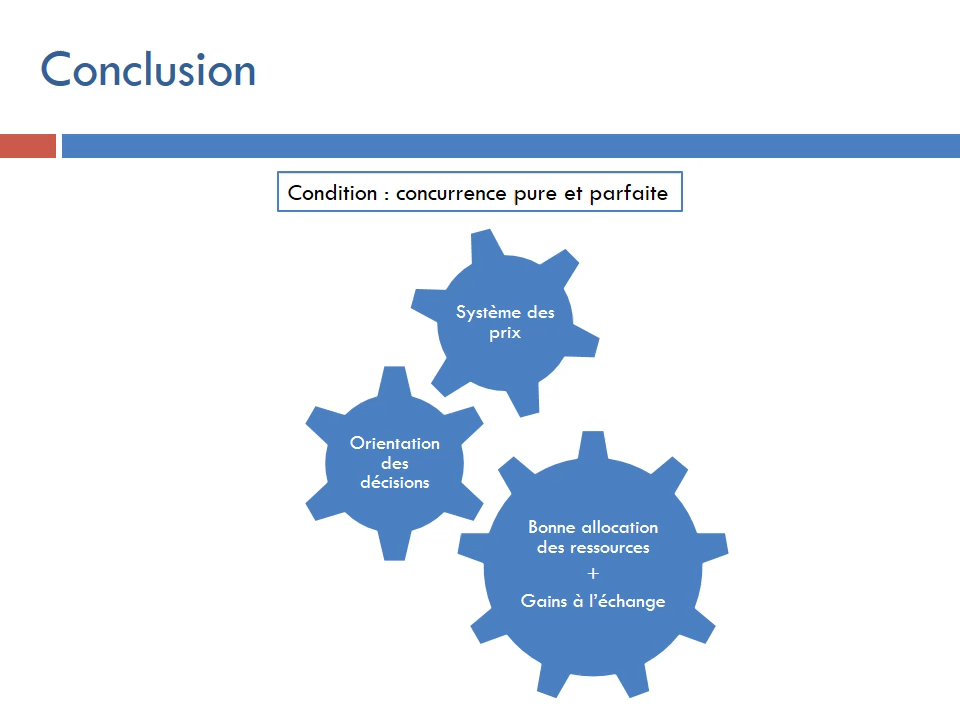 Conclusion
Condition : concurrence pure et parfaite
Système des
prix
Orientation
des
décisions
Bonne allocation
des ressources
+
Gains à l’échange